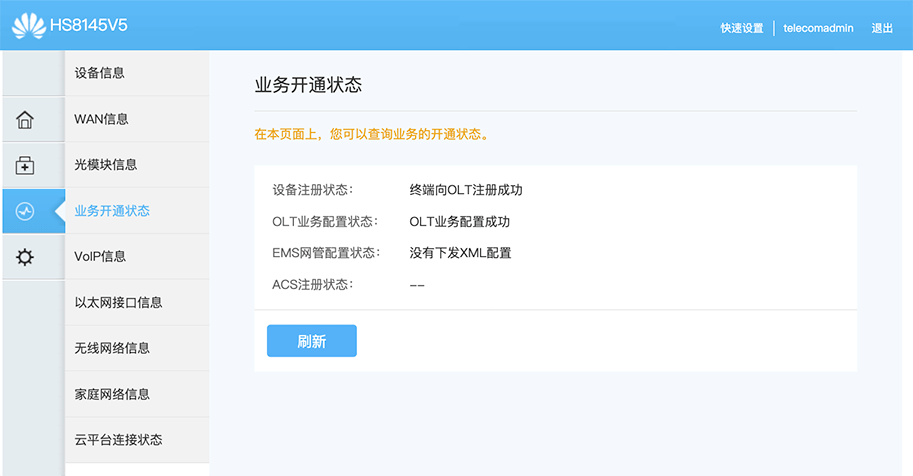 HS8145V5
快速设置 | telecomadmin 退出
设备信息
WAN信息
光模块信息
业务开通状态
VoIP信息
以太网接口信息
无线网络信息
家庭网络信息
云平台连接状态
业务开通状态
在本页面上，您可以查询业务的开通状态。
设备注册状态： 终端向OLT注册成功
OLT业务配置状态： OLT业务配置成功
EMS网管配置状态： 没有下发XML配置
ACS注册状态： --
刷新